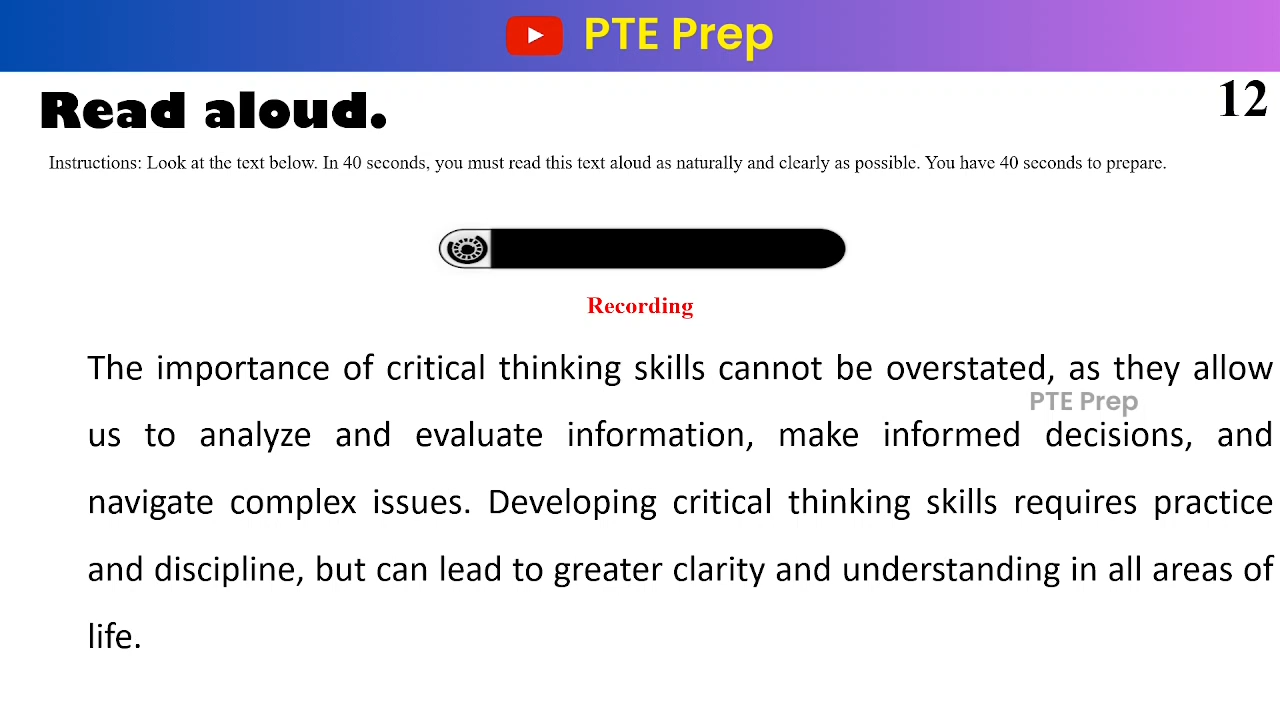 PTE Prep
Read aloud.
12
Instructions: Look at the text below. In 40 seconds, you must read this text aloud as naturally and clearly as possible. You have 40 seconds to prepare.
Recording
The importance of critical thinking skills cannot be overstated, as they allow
PTE Prep
us to analyze and evaluate information, make informed decisions, and
navigate complex issues. Developing critical thinking skills requires practice
and discipline, but can lead to greater clarity and understanding in all areas of
life.